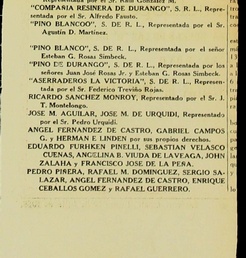 "COMPAÑIA RESINERA DE DURANGO", S. R. L., Repre-
sentada por el Sr. Alfredo Fausto.
"PINO BLANCOO", S. DE R. L., Representada por el Sr.
Agustín D. Martínez.
"PINO BLANCO", S. DE R. L., Representada por el señor
Esteban G. Rosas Simbeck.
"PINO DE DURANGO", S. DE R. L., Representada por los
señores Juan José Rosas Jr. y Esteban G. Rosas Simbeck.
"ASERRADEROS LA VICTORIA", S. DE R. L., Representa-
da por el Sr. Federico Treviño Rojas.
RICARDO SANCHEZ MONROY, Representado por el Sr. J.
T. Montelongo.
JOSE M. AGUILAR, JOSE M. DE URQUIDI, Representado
por el Sr. Pedro Urquidi.
ANGEL FERNANDEZ DE CASTRO, GABRIEL CAMPOS
G., y HERMAN F. LINDEN por sus propios derechos.
EDUARDO FURHKEN PINELLI, SEBASTIAN VELASCO
CUENAS, ANGELINA B. VIUDA DE LAVEAGA, JOHN
ZALAHA y FRANCISCO JOSE DE LA PEÑA.
PEDRO PIÑERA, RAFAEL M. DOMINGUEZ, SERGIO SA-
LAZAR, ANGEL FERNANDEZ DE CASTRO, ENRIQUE
CEBALLOS GOMEZ y RAFAEL GUERRERO.